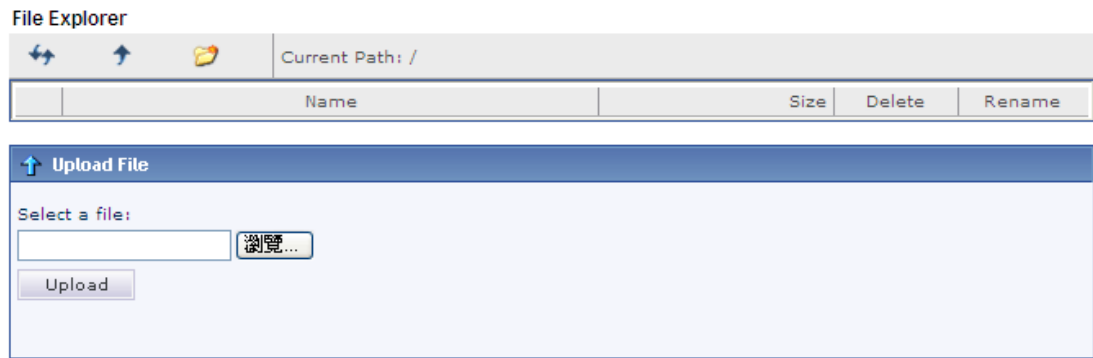 File Explorer
Current Path: /
Name Size Delete Rename
Upload File
Select a file:
瀏覽...
Upload